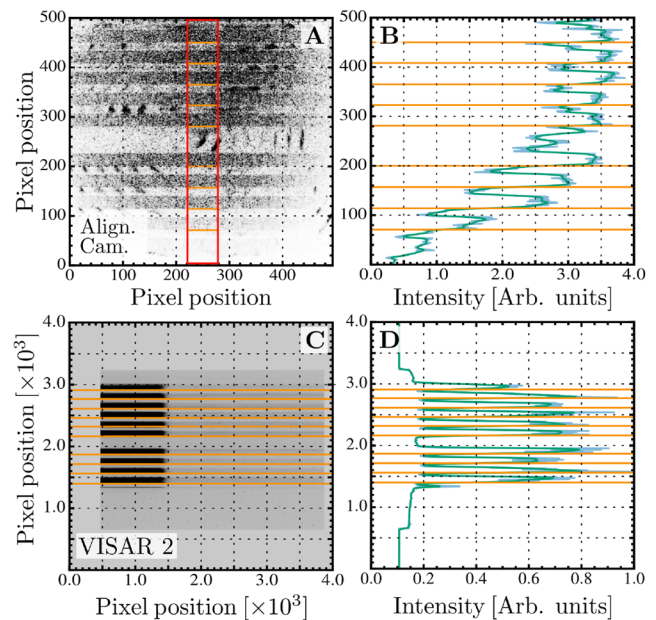 500
400
300
200
100
0
Pixel position
A
Align.
Cam.
0 100 200 300 400
Pixel position
500
400
300
200
100
B
0.0 1.0 2.0 3.0 4.0
Intensity [Arb. units]
4.0
3.0
2.0
1.0
Pixel position [×10³]
C
VISAR 2
0.0 1.0 2.0 3.0 4.0
Pixel position [×10³]
4.0
3.0
2.0
1.0
D
0.0 0.2 0.4 0.6 0.8 1.0
Intensity [Arb. units]